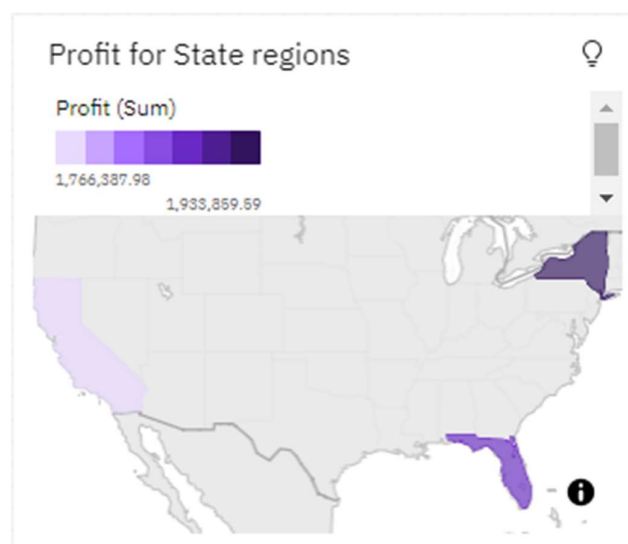 Profit for State regions
Profit (Sum)
1,766,387.98
1,933,859.59